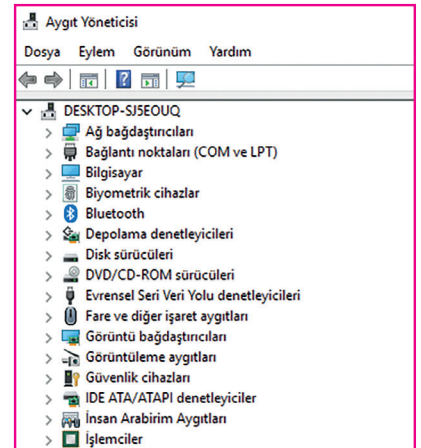 Aygıt Yöneticisi
Dosya Eylem Görünüm Yardım
DESKTOP-SJ5EOUQ
Ağ bağdaştırıcıları
Bağlantı noktaları (COM ve LPT)
Bilgisayar
Biyometrik cihazlar
Bluetooth
Depolama denetleyicileri
Disk sürücüleri
DVD/CD-ROM sürücüleri
Evrensel Seri Veri Yolu denetleyicileri
Fare ve diğer işaret aygıtları
Görüntü bağdaştırıcıları
Görüntüleme aygıtları
Güvenlik cihazları
IDE ATA/ATAPI denetleyiciler
İnsan Arabirim Aygıtları
İşlemciler